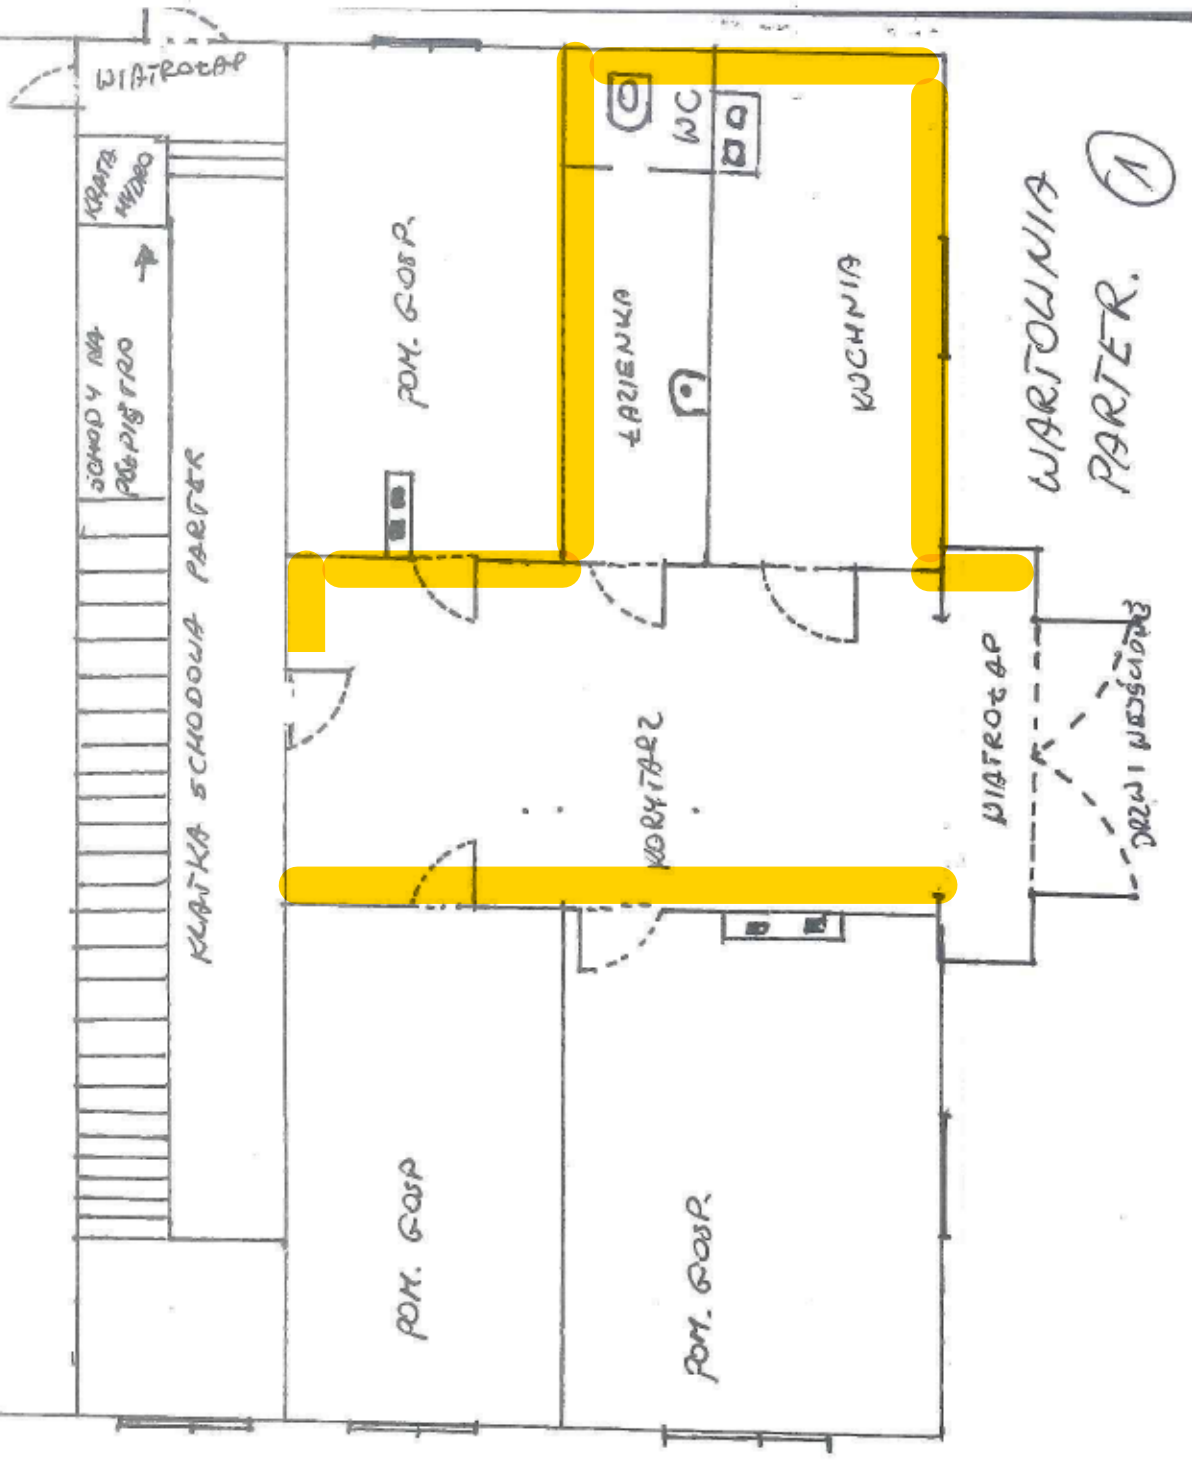 WARTOWNIA
PARTER.
1
WIATROŁAP
KRATA
HYDRO
SCHODY NA
PÓŁPIĘTRO
KLATKA SCHODOWA PARTER
POM. GOSP.
ŁAZIENKA
WC
KUCHNIA
KORYTARZ
WIATROŁAP
DRZWI WEJŚCIOWE
POM. GOSP
POM. GOSP.